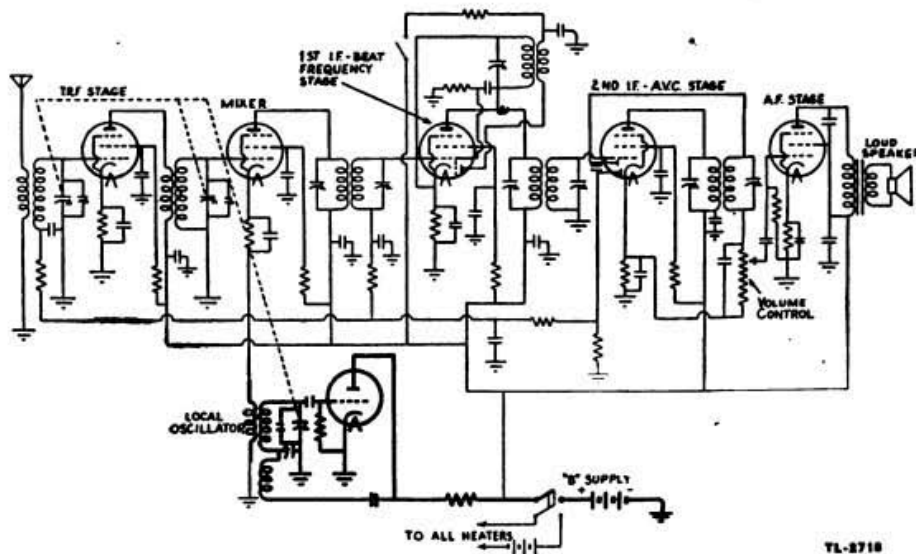 1ST I.F.-BEAT
FREQUENCY
STAGE
TRF STAGE
MIXER
2ND I.F.-A.V.C. STAGE
A.F. STAGE
LOUD
SPEAKER
VOLUME
CONTROL
LOCAL
OSCILLATOR
"B" SUPPLY
+ -
TO ALL HEATERS
TL-2718